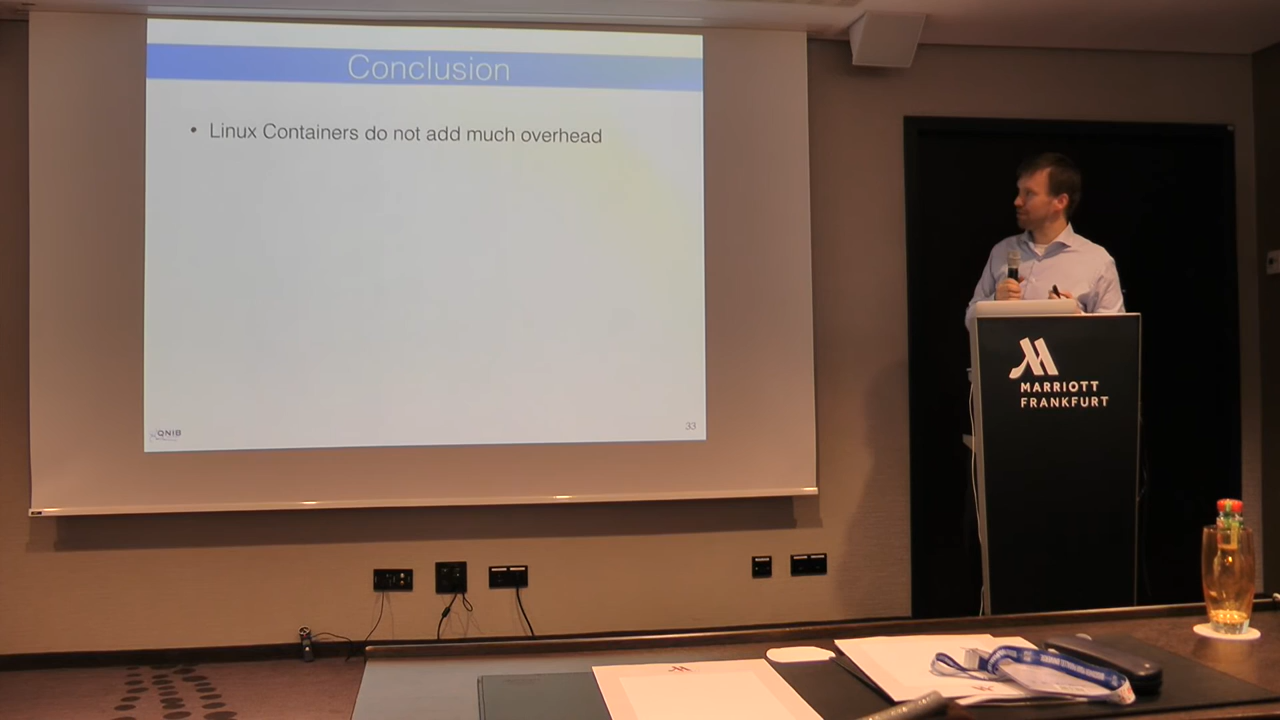 Conclusion
• Linux Containers do not add much overhead
QNIB
33
MARRIOTT
FRANKFURT